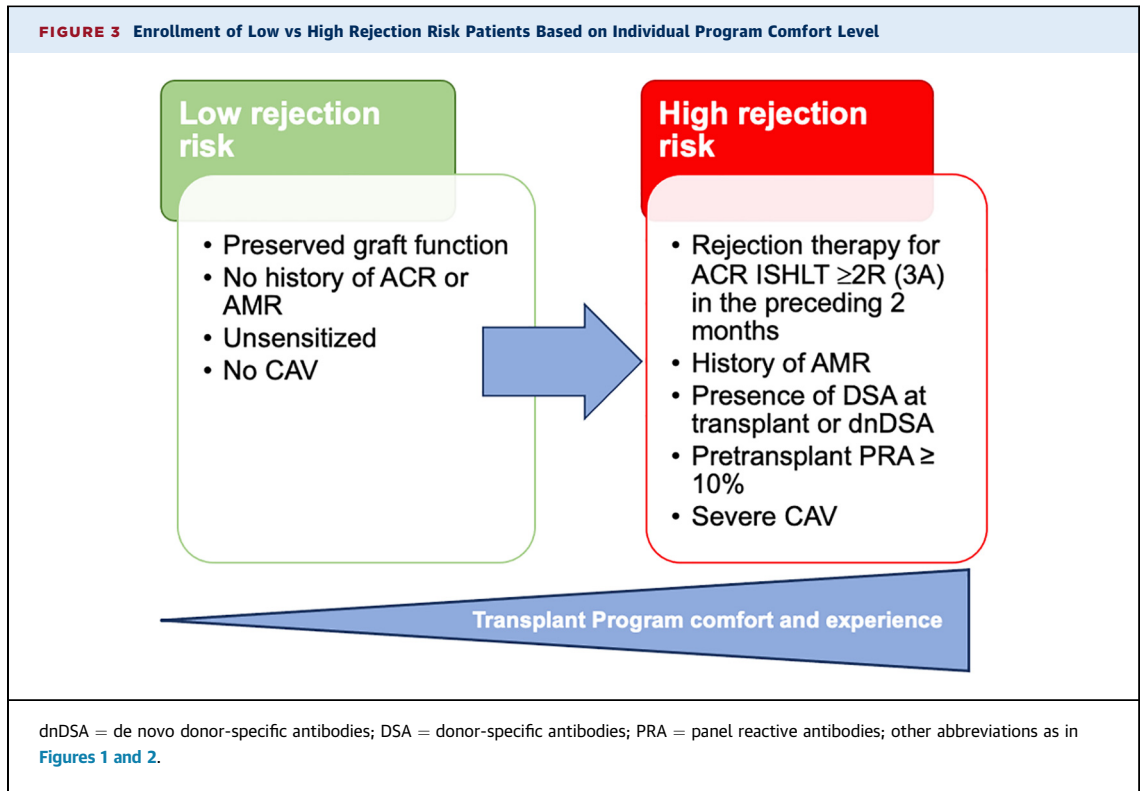 FIGURE 3 Enrollment of Low vs High Rejection Risk Patients Based on Individual Program Comfort Level
Low rejection
risk
• Preserved graft function
• No history of ACR or
AMR
• Unsensitized
• No CAV
High rejection
risk
• Rejection therapy for
ACR ISHLT ≥2R (3A)
in the preceding 2
months
• History of AMR
• Presence of DSA at
transplant or dnDSA
• Pretransplant PRA ≥
10%
• Severe CAV
Transplant Program comfort and experience
dnDSA = de novo donor-specific antibodies; DSA = donor-specific antibodies; PRA = panel reactive antibodies; other abbreviations as in
Figures 1 and 2.